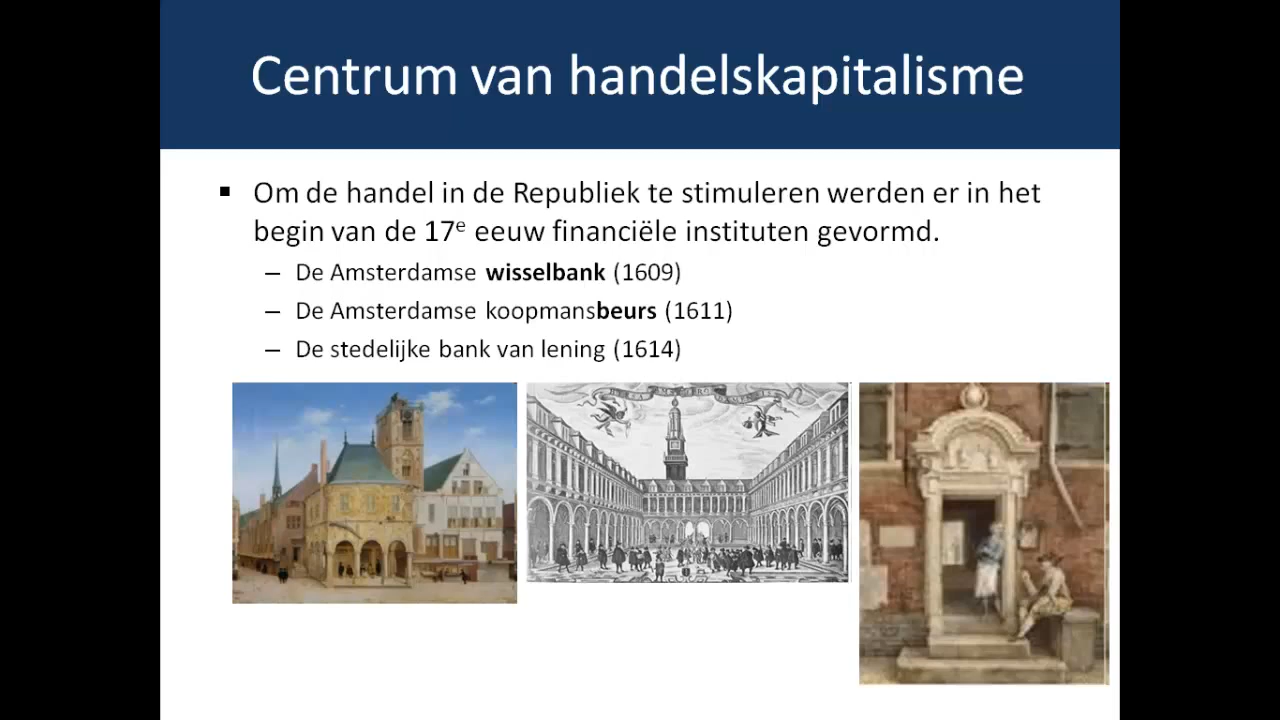 Centrum van handelskapitalisme
▪ Om de handel in de Republiek te stimuleren werden er in het
begin van de 17e eeuw financiële instituten gevormd.
– De Amsterdamse wisselbank (1609)
– De Amsterdamse koopmansbeurs (1611)
– De stedelijke bank van lening (1614)